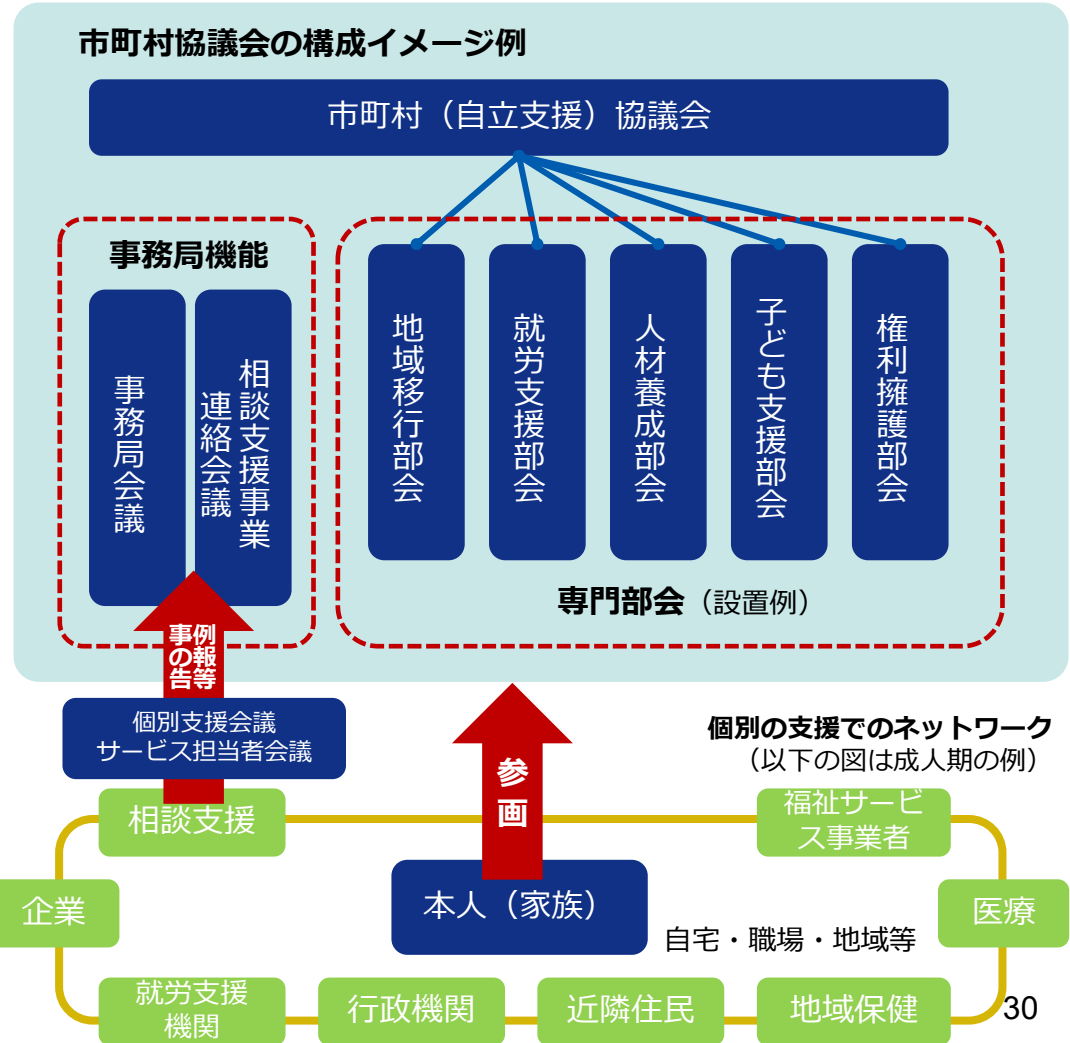 市町村協議会の構成イメージ例
市町村（自立支援）協議会
事務局機能
事務局会議
相談支援事業
連絡会議
地域移行部会
就労支援部会
人材養成部会
子ども支援部会
権利擁護部会
専門部会（設置例）
事例
の報
告等
個別支援会議
サービス担当者会議
参画
個別の支援でのネットワーク
（以下の図は成人期の例）
相談支援
福祉サービ
ス事業者
企業
本人（家族）
医療
自宅・職場・地域等
就労支援
機関
行政機関
近隣住民
地域保健
30